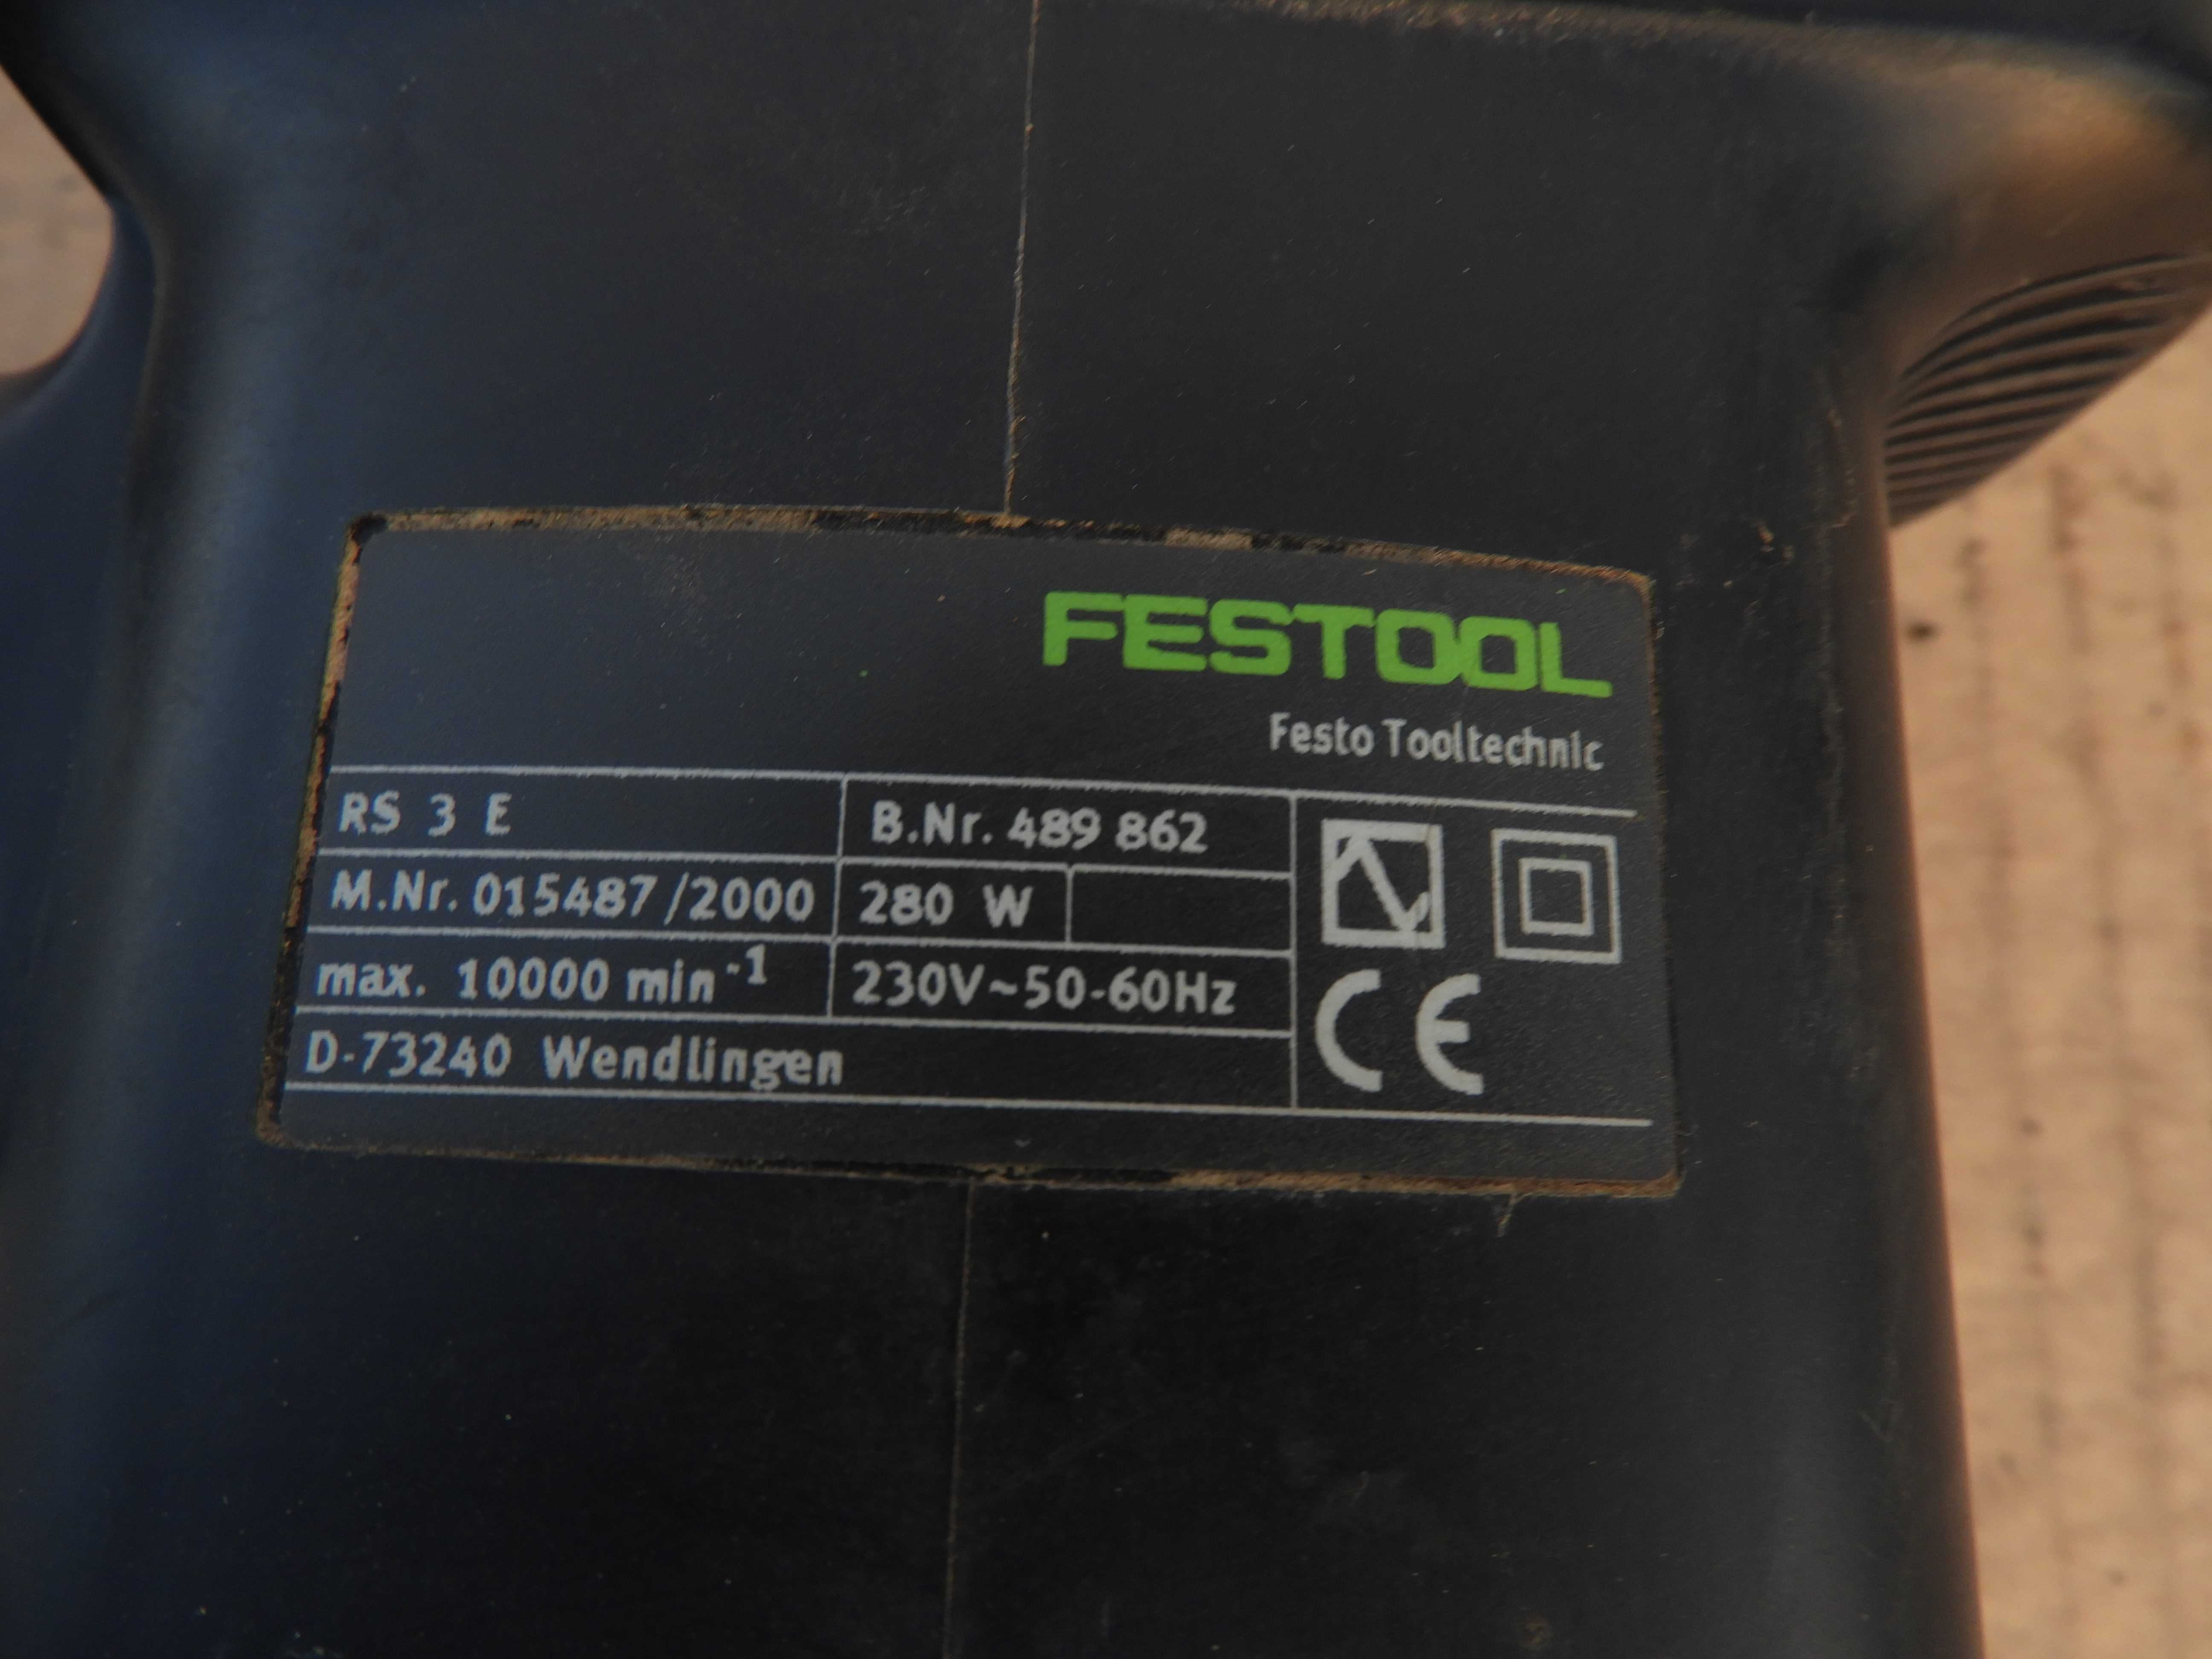 FESTOOL
Festo Tooltechnic
RS 3 E B.Nr. 489 862
M.Nr. 015487/2000 280 W
max. 10000 min-1 230V~50-60Hz
D-73240 Wendlingen
CE